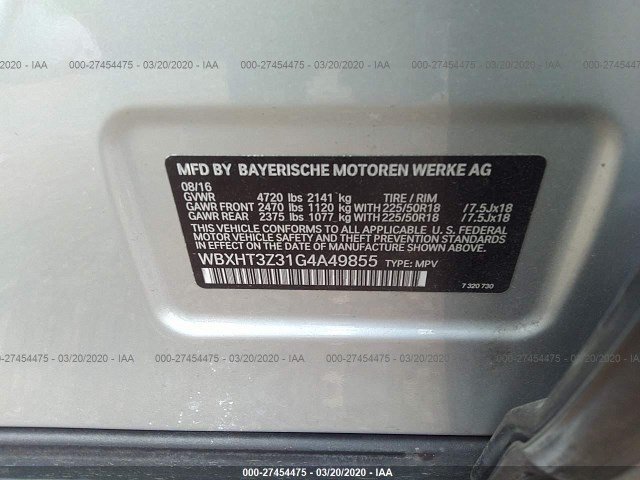 000-27454475 - 03/20/2020 - IAA 000-27454475 - 03/20/2020 - IAA 000-27454475 - 03/20/2020 - IAA
MFD BY BAYERISCHE MOTOREN WERKE AG
08/16
GVWR 4720 lbs 2141 kg TIRE / RIM
GAWR FRONT 2470 lbs 1120 kg WITH 225/50R18 /7.5Jx18
GAWR REAR 2375 lbs 1077 kg WITH 225/50R18 /7.5Jx18
THIS VEHICLE CONFORMS TO ALL APPLICABLE U. S. FEDERAL
MOTOR VEHICLE SAFETY, BUMPER AND THEFT PREVENTION
STANDARDS IN EFFECT ON THE DATE OF MANUFACTURE SHOWN ABOVE.
WBXHT3Z31G4A49855 TYPE: MPV
7 320 730
000-27454475 - 03/20/2020 - IAA 000-27454475 - 03/20/2020 - IAA 000-27454475 - 03/20/2020 - IAA
000-27454475 - 03/20/2020 - IAA